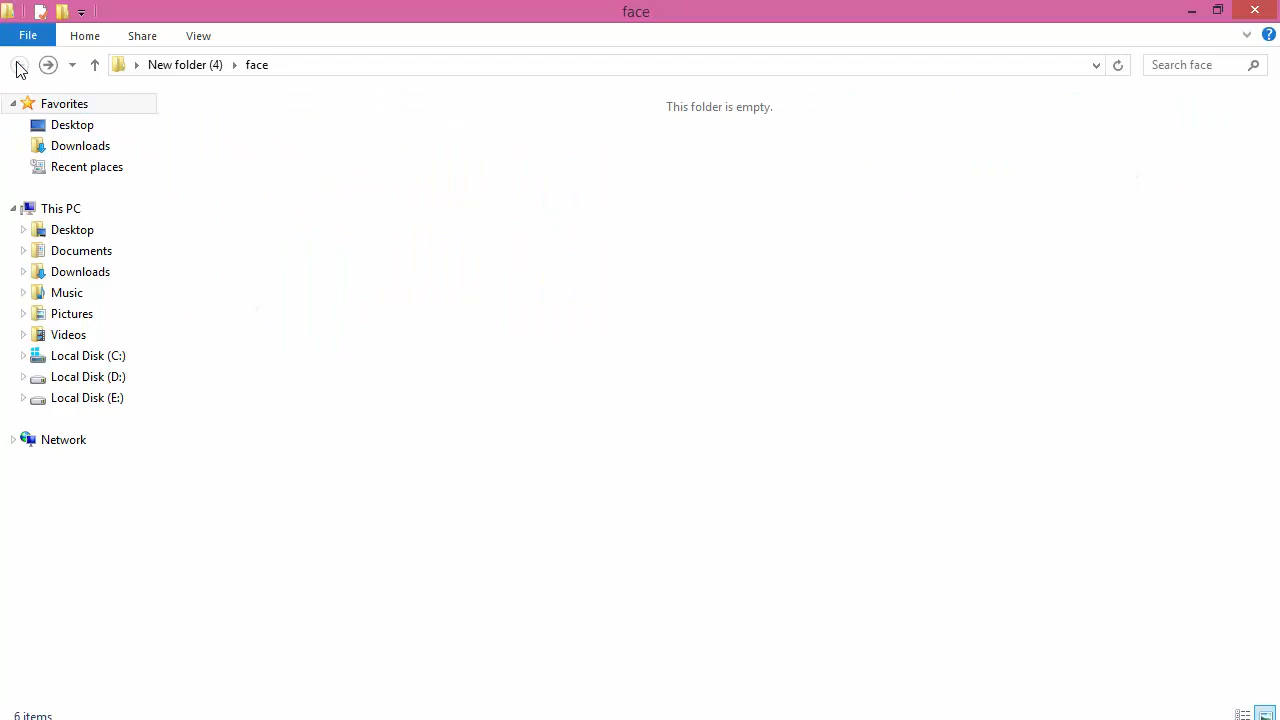 face
File Home Share View
New folder (4) face Search face
Favorites
Desktop
Downloads
Recent places
This PC
Desktop
Documents
Downloads
Music
Pictures
Videos
Local Disk (C:)
Local Disk (D:)
Local Disk (E:)
Network
This folder is empty.
6 items